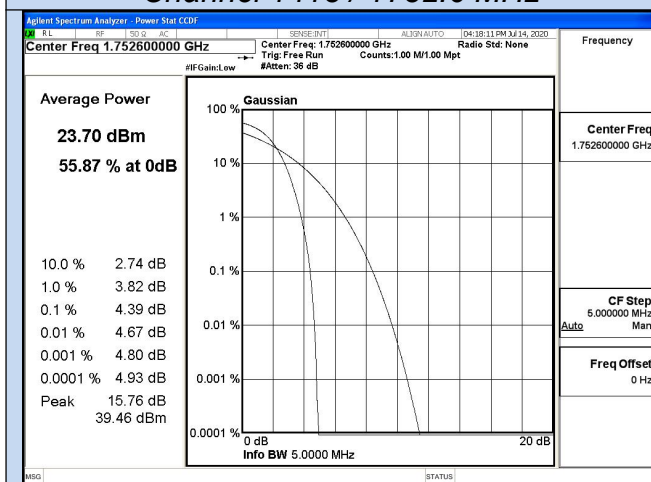 Agilent Spectrum Analyzer - Power Stat CCDF
RL RF 50 Ω AC SENSE:INT ALIGN AUTO 04:18:11 PM Jul 14, 2020
Center Freq 1.752600000 GHz
Center Freq: 1.752600000 GHz Radio Std: None
Trig: Free Run Counts:1.00 M/1.00 Mpt
#IFGain:Low #Atten: 36 dB
Frequency
Average Power
23.70 dBm
55.87 % at 0dB
10.0 % 2.74 dB
1.0 % 3.82 dB
0.1 % 4.39 dB
0.01 % 4.67 dB
0.001 % 4.80 dB
0.0001 % 4.93 dB
Peak 15.76 dB
39.46 dBm
Gaussian
100 %
10 %
1 %
0.1 %
0.01 %
0.001 %
0.0001 %
0 dB 20 dB
Info BW 5.0000 MHz
Center Freq
1.752600000 GHz
CF Step
5.000000 MHz
Auto Man
Freq Offset
0 Hz
MSG STATUS